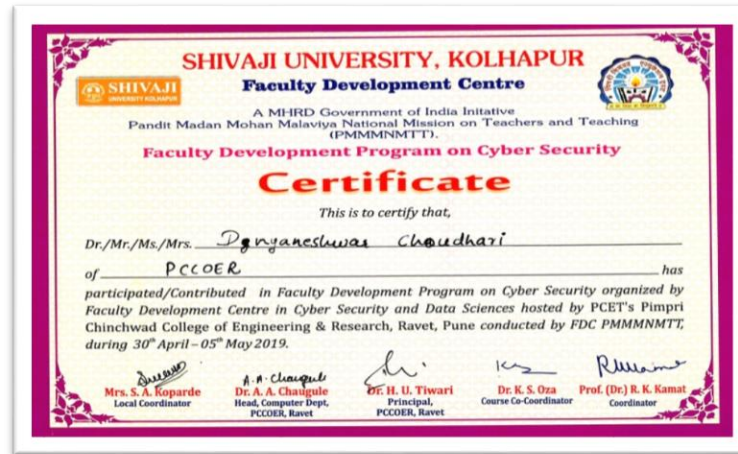 SHIVAJI UNIVERSITY, KOLHAPUR
SHIVAJI
UNIVERSITY KOLHAPUR
Faculty Development Centre
A MHRD Government of India Initative
Pandit Madan Mohan Malaviya National Mission on Teachers and Teaching
(PMMMNMTT).
Faculty Development Program on Cyber Security
Certificate
This is to certify that,
Dr./Mr./Ms./Mrs. Dgnyaneshwar Choudhari
of PCCOER has
participated/Contributed in Faculty Development Program on Cyber Security organized by
Faculty Development Centre in Cyber Security and Data Sciences hosted by PCET's Pimpri
Chinchwad College of Engineering & Research, Ravet, Pune conducted by FDC PMMMNMTT,
during 30th April – 05th May 2019.
A.A. Chaugule
Mrs. S. A. Koparde Dr. A. A. Chaugule Dr. H. U. Tiwari Dr. K. S. Oza Prof. (Dr.) R. K. Kamat
Local Coordinator Head, Computer Dept, Principal, Course Co-Coordinator Coordinator
PCCOER, Ravet PCCOER, Ravet